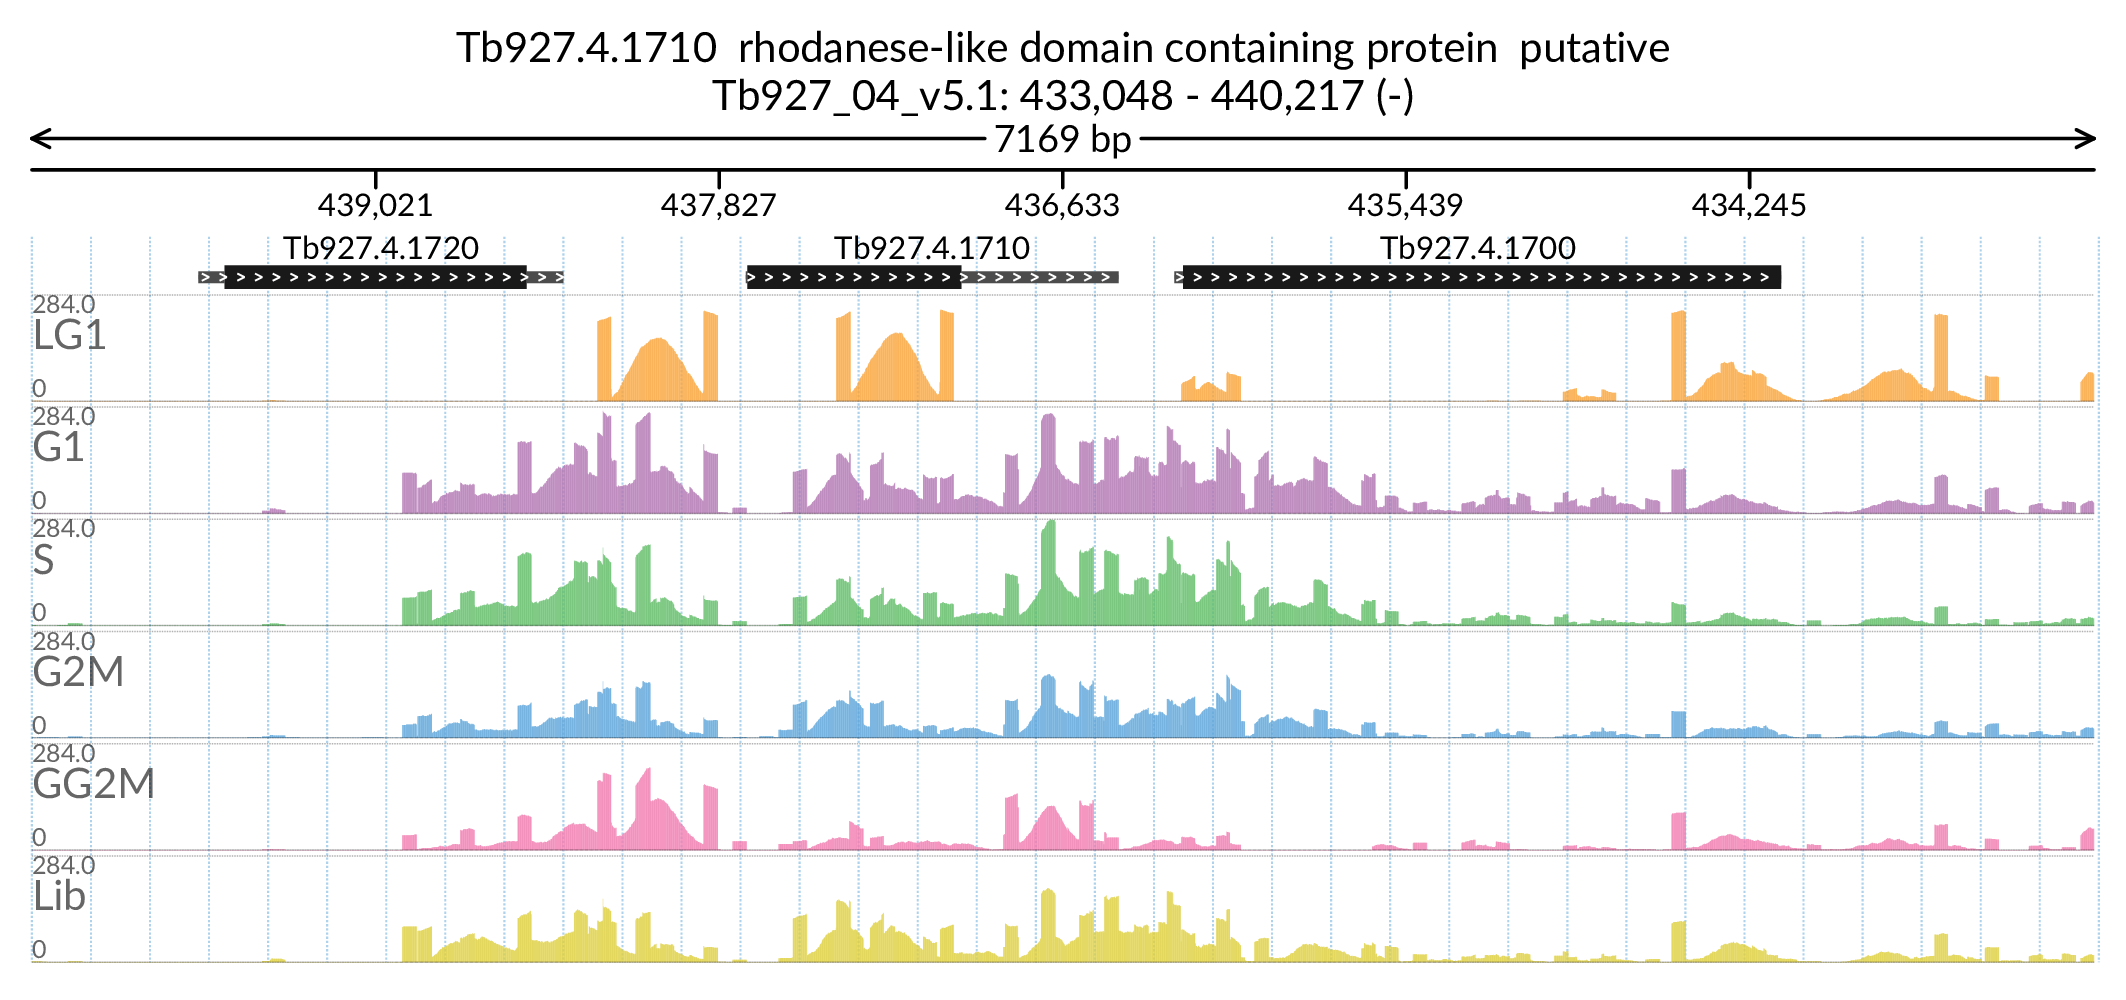 Tb927.4.1710  rhodanese-like domain containing protein  putative
Tb927_04_v5.1: 433,048 - 440,217 (-)
7169 bp
439,021 437,827 436,633 435,439 434,245
Tb927.4.1720 Tb927.4.1710 Tb927.4.1700
284.0
LG1
0
284.0
G1
0
284.0
S
0
284.0
G2M
0
284.0
GG2M
0
284.0
Lib
0